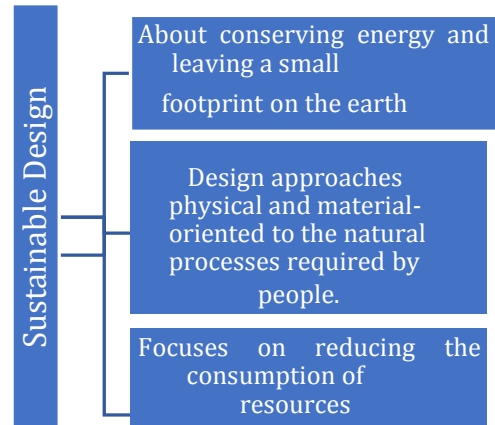 Sustainable Design
About conserving energy and
leaving a small
footprint on the earth
Design approaches
physical and material-
oriented to the natural
processes required by
people.
Focuses on reducing the
consumption of
resources